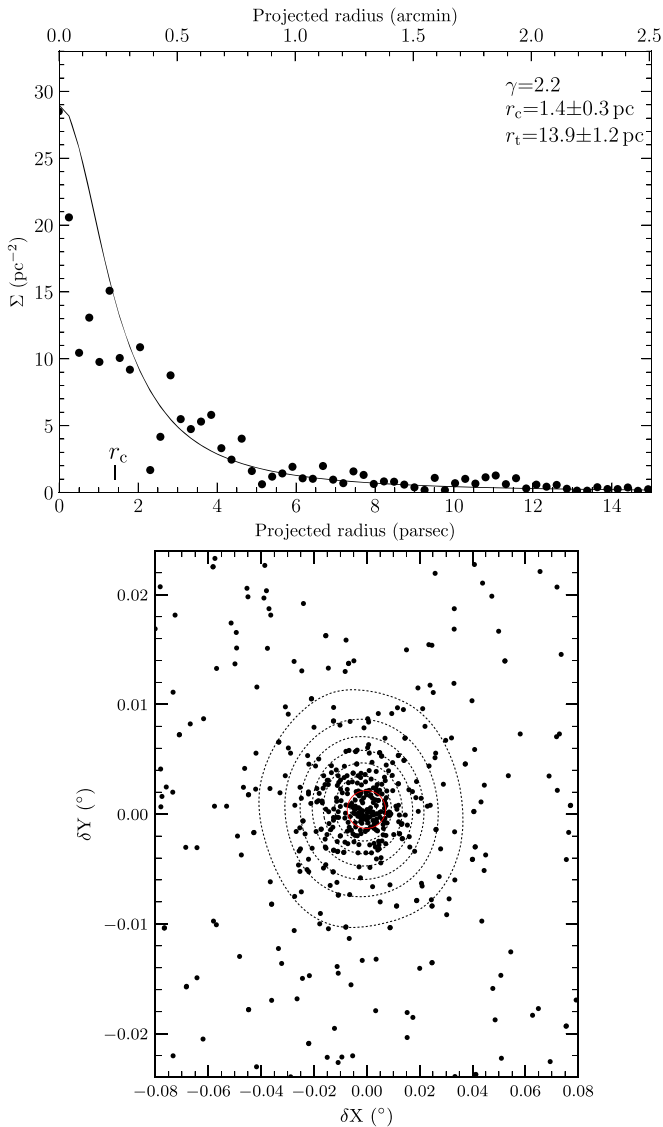 Projected radius (arcmin)
0.0 0.5 1.0 1.5 2.0 2.5
γ=2.2
r_c=1.4±0.3 pc
r_t=13.9±1.2 pc
30
25
20
15
10
5
0
Σ (pc⁻²)
r_c
0 2 4 6 8 10 12 14
Projected radius (parsec)
0.02
0.01
0.00
−0.01
−0.02
δY (°)
−0.08 −0.06 −0.04 −0.02 0.00 0.02 0.04 0.06 0.08
δX (°)